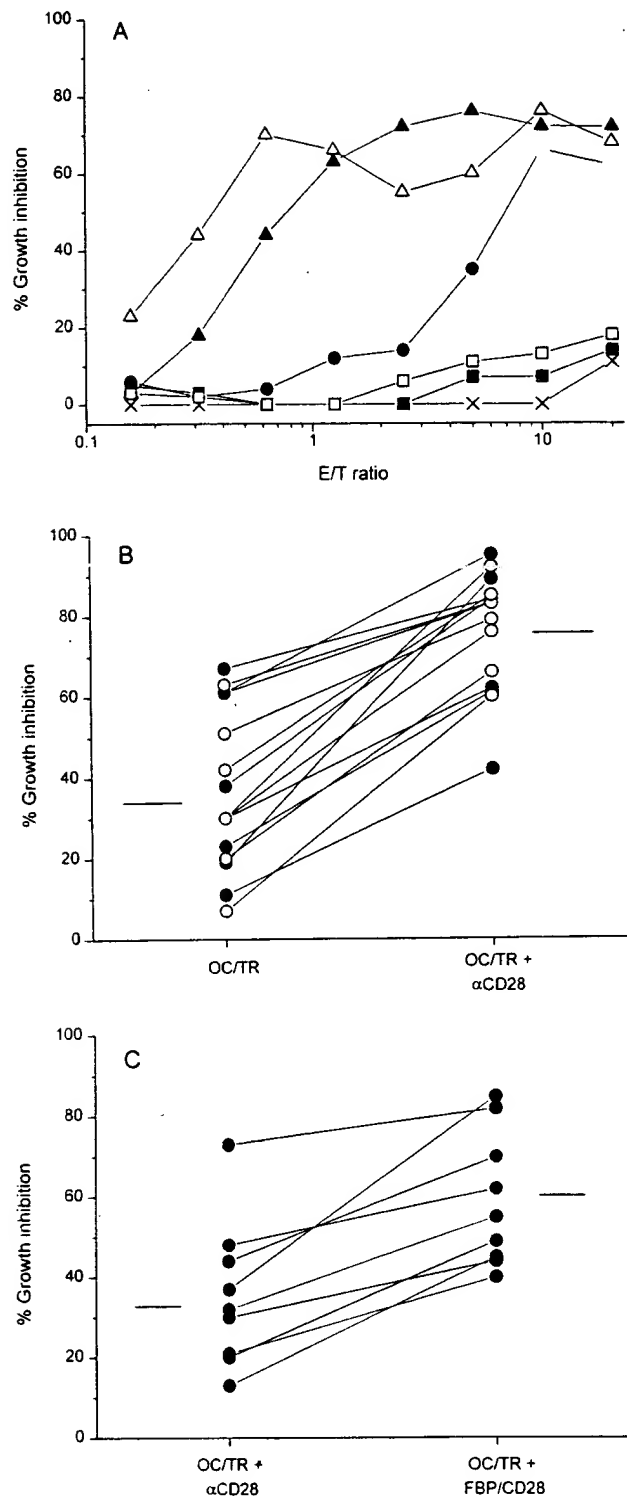 A
100
80
60
40
20
0
% Growth inhibition
0.1
1
10
E/T ratio
B
100
80
60
40
20
0
% Growth inhibition
OC/TR
OC/TR +
αCD28
C
100
80
60
40
20
0
% Growth inhibition
OC/TR +
αCD28
OC/TR +
FBP/CD28